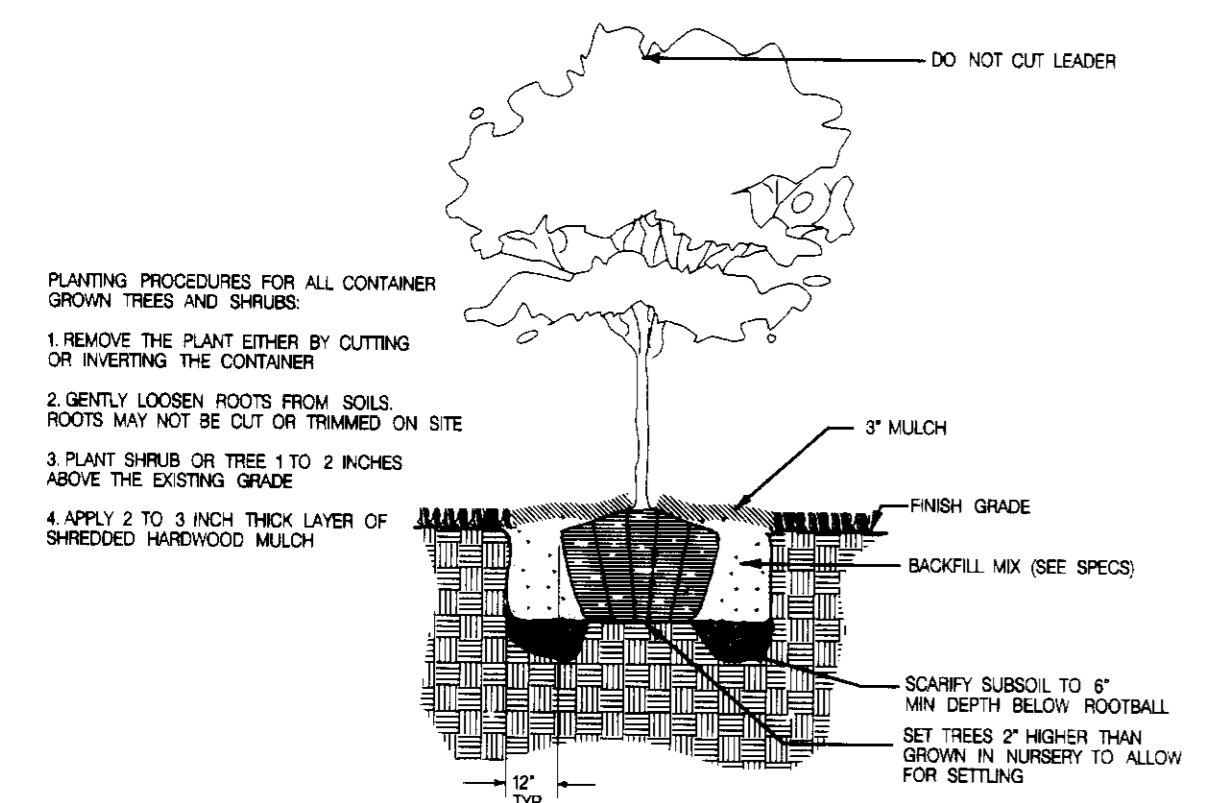 DO NOT CUT LEADER
PLANTING PROCEDURES FOR ALL CONTAINER
GROWN TREES AND SHRUBS:
1. REMOVE THE PLANT EITHER BY CUTTING
OR INVERTING THE CONTAINER
2. GENTLY LOOSEN ROOTS FROM SOILS.
ROOTS MAY NOT BE CUT OR TRIMMED ON SITE
3. PLANT SHRUB OR TREE 1 TO 2 INCHES
ABOVE THE EXISTING GRADE
4. APPLY 2 TO 3 INCH THICK LAYER OF
SHREDDED HARDWOOD MULCH
3" MULCH
FINISH GRADE
BACKFILL MIX (SEE SPECS)
SCARIFY SUBSOIL TO 6"
MIN DEPTH BELOW ROOTBALL
SET TREES 2" HIGHER THAN
GROWN IN NURSERY TO ALLOW
FOR SETTLING
12"
TYP